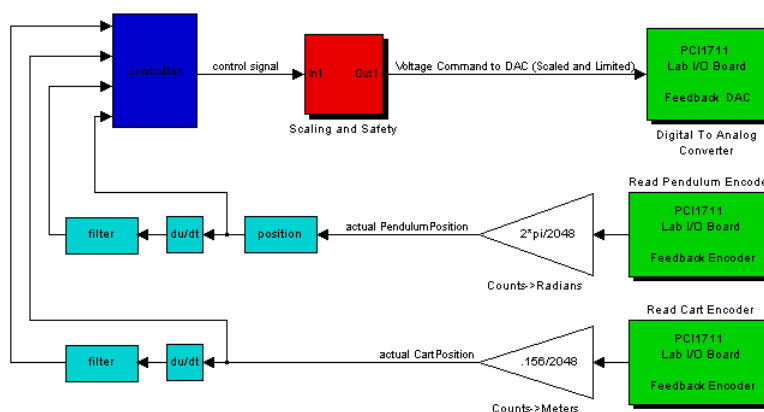 PCI1711
Lab I/O Board
Feedback DAC
controller
control signal
In1
Out1
Voltage Command to DAC (Scaled and Limited)
Scaling and Safety
Digital To Analog
Converter
Read Pendulum Encoder
PCI1711
Lab I/O Board
Feedback Encoder
filter
du/dt
position
actual PendulumPosition
2*pi/2048
Counts->Radians
Read Cart Encoder
PCI1711
Lab I/O Board
Feedback Encoder
filter
du/dt
actual CartPosition
.156/2048
Counts->Meters